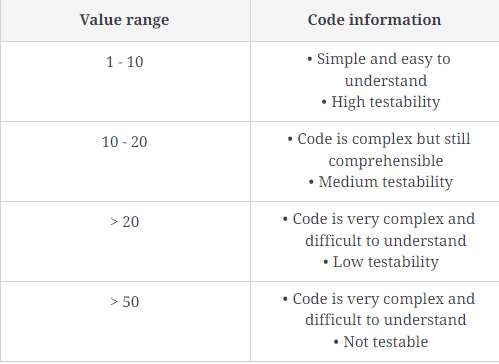 Value range
Code information
1 - 10
• Simple and easy to
understand
• High testability
10 - 20
• Code is complex but still
comprehensible
• Medium testability
> 20
• Code is very complex and
difficult to understand
• Low testability
> 50
• Code is very complex and
difficult to understand
• Not testable